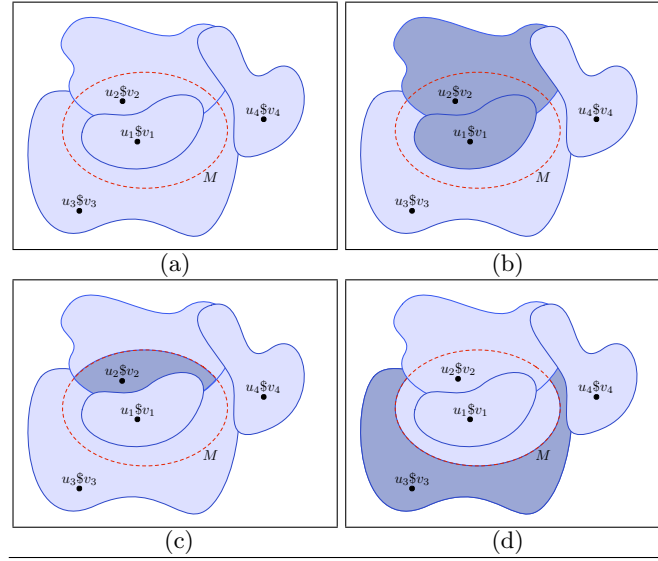 u₂$v₂
u₄$v₄
u₁$v₁
M
u₃$v₃
(a)
u₂$v₂
u₄$v₄
u₁$v₁
M
u₃$v₃
(b)
u₂$v₂
u₄$v₄
u₁$v₁
M
u₃$v₃
(c)
u₂$v₂
u₄$v₄
u₁$v₁
M
u₃$v₃
(d)